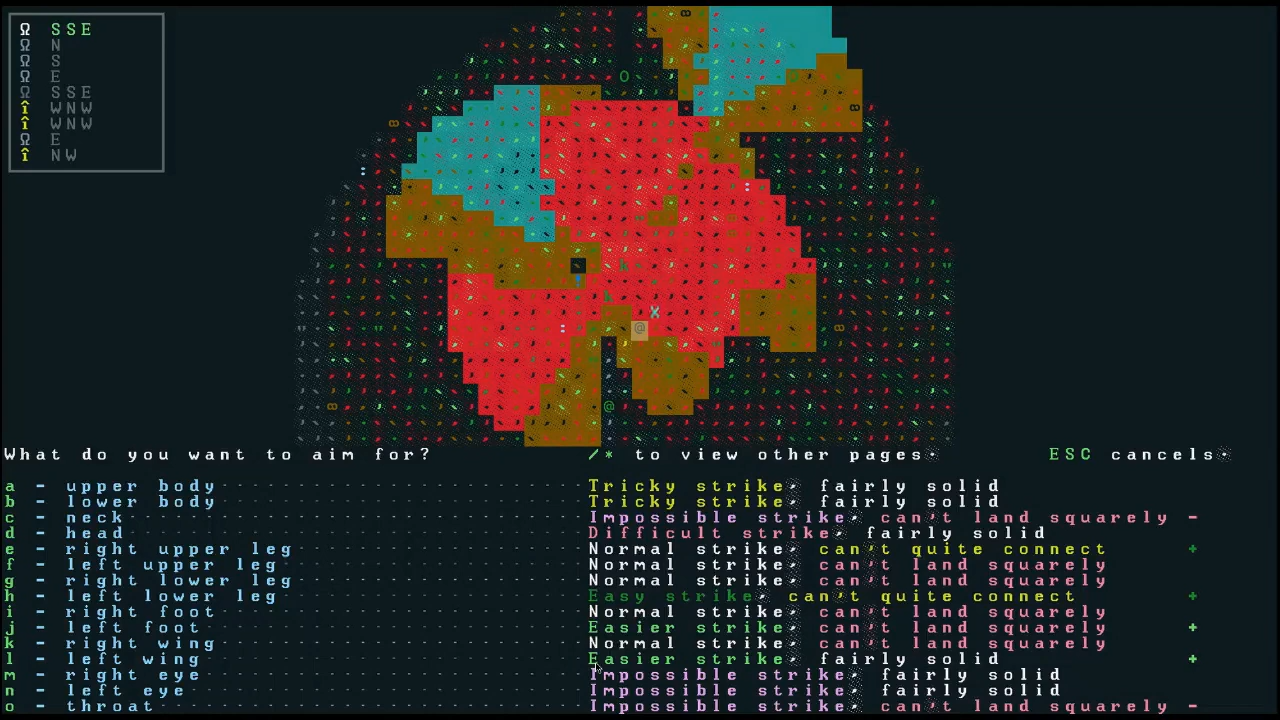 Ω S S E
Ω N
Ω S
Ω E
Ω S S E
î W N W
î W N W
Ω E
î N W
What do you want to aim for? /* to view other pages. ESC cancels.
a - upper body Tricky strike, fairly solid
b - lower body Tricky strike, fairly solid
c - neck Impossible strike, can't land squarely -
d - head Difficult strike, fairly solid
e - right upper leg Normal strike, can't quite connect +
f - left upper leg Normal strike, can't land squarely
g - right lower leg Normal strike, can't land squarely
h - left lower leg Easy strike, can't quite connect +
i - right foot Normal strike, can't land squarely
j - left foot Easier strike, can't land squarely +
k - right wing Normal strike, can't land squarely
l - left wing Easier strike, fairly solid +
m - right eye Impossible strike, fairly solid
n - left eye Impossible strike, fairly solid
o - throat Impossible strike, can't land squarely -